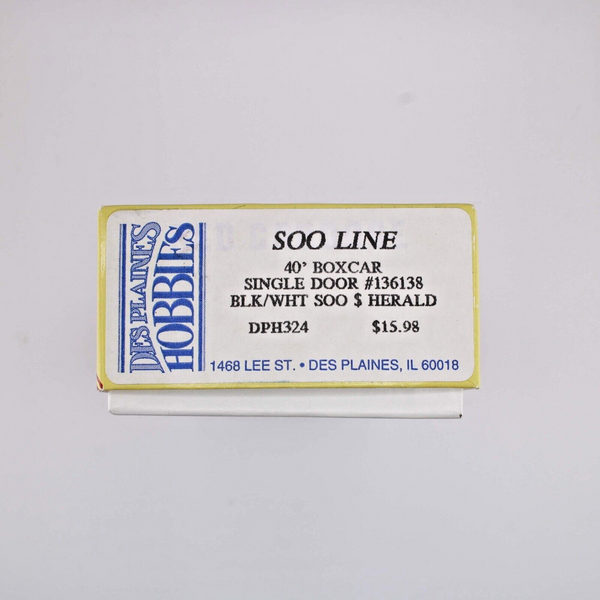 DES PLAINES
HOBBIES
SOO LINE
40' BOXCAR
SINGLE DOOR #136138
BLK/WHT SOO $ HERALD
DPH324 $15.98
1468 LEE ST. • DES PLAINES, IL 60018